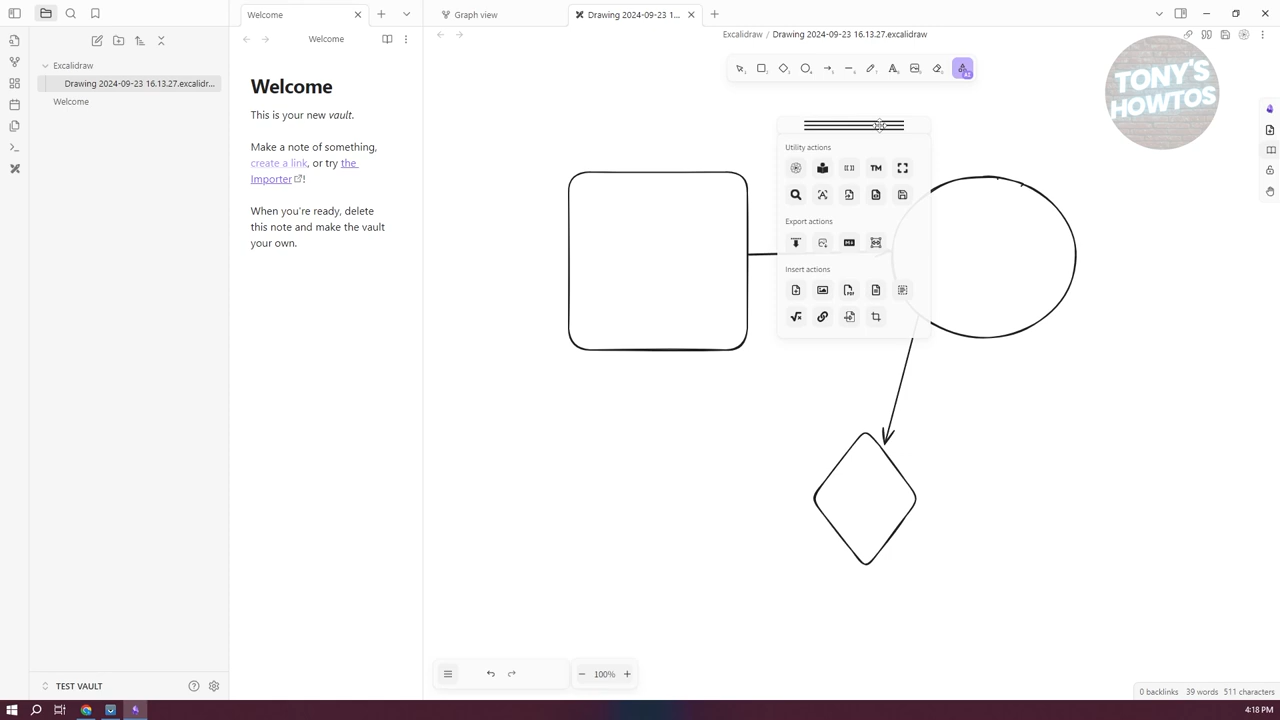 Welcome
Graph view
Drawing 2024-09-23 1...
Welcome
Excalidraw / Drawing 2024-09-23 16.13.27.excalidraw
Excalidraw
Drawing 2024-09-23 16.13.27.excalidr...
Welcome
Welcome
This is your new vault.
Make a note of something,
create a link, or try the
Importer!
When you're ready, delete
this note and make the vault
your own.
TONY'S
HOWTOS
Utility actions
TM
Export actions
Insert actions
PDF
100%
TEST VAULT
0 backlinks 39 words 511 characters
4:18 PM